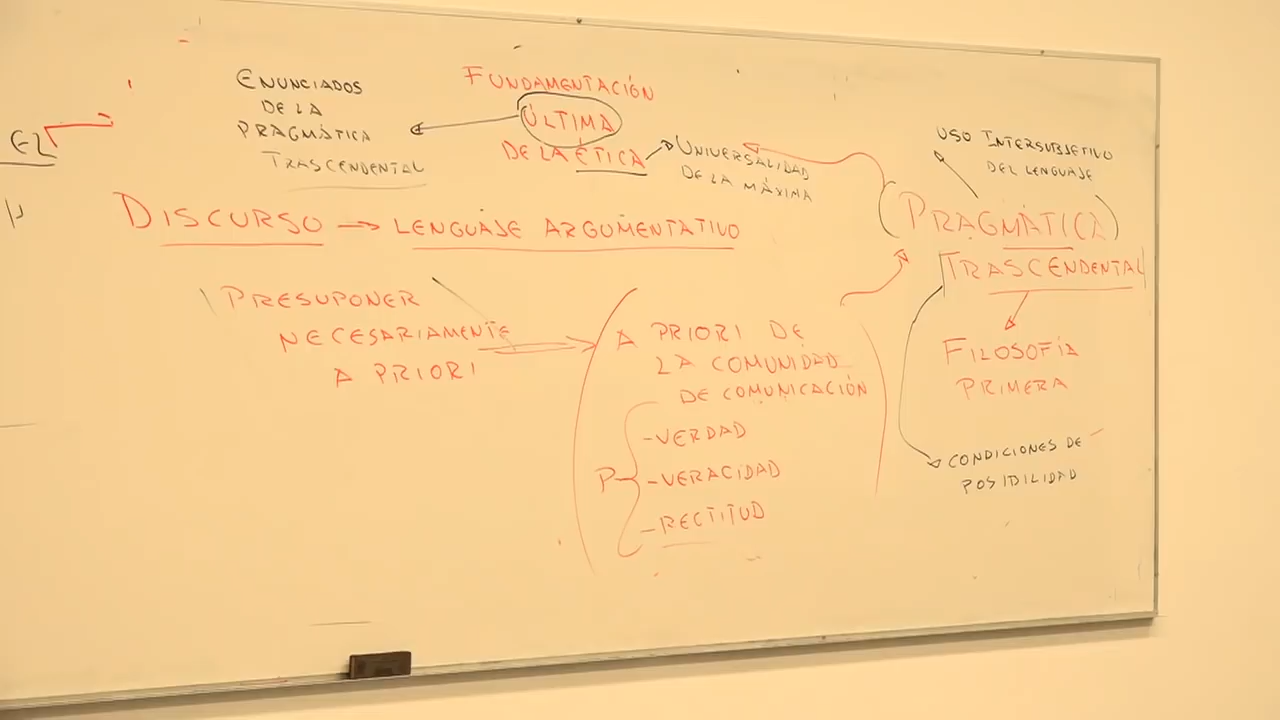 ENUNCIADOS
DE LA
PRAGMÁTICA
TRASCENDENTAL
FUNDAMENTACIÓN
ÚLTIMA
DE LA ÉTICA
UNIVERSALIDAD
DE LA MÁXIMA
USO INTERSUBJETIVO
DEL LENGUAJE
DISCURSO → LENGUAJE ARGUMENTATIVO
(PRAGMÁTICA)
TRASCENDENTAL
FILOSOFÍA
PRIMERA
CONDICIONES DE
POSIBILIDAD
PRESUPONER
NECESARIAMENTE
A PRIORI
A PRIORI DE
LA COMUNIDAD
DE COMUNICACIÓN
P
-VERDAD
-VERACIDAD
-RECTITUD